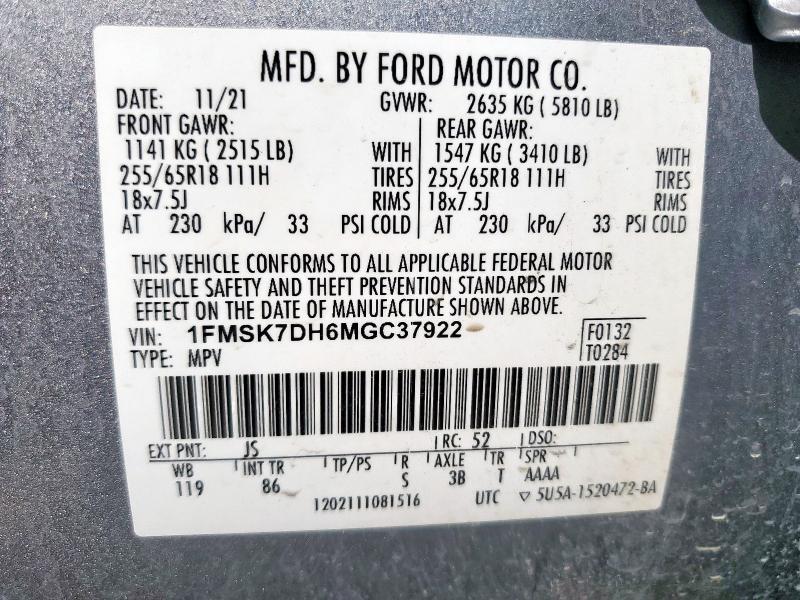 MFD. BY FORD MOTOR CO.
DATE: 11/21 GVWR: 2635 KG ( 5810 LB)
FRONT GAWR: REAR GAWR:
1141 KG ( 2515 LB) WITH 1547 KG ( 3410 LB) WITH
255/65R18 111H TIRES 255/65R18 111H TIRES
18x7.5J RIMS 18x7.5J RIMS
AT 230 kPa/ 33 PSI COLD AT 230 kPa/ 33 PSI COLD
THIS VEHICLE CONFORMS TO ALL APPLICABLE FEDERAL MOTOR
VEHICLE SAFETY AND THEFT PREVENTION STANDARDS IN
EFFECT ON THE DATE OF MANUFACTURE SHOWN ABOVE.
VIN: 1FMSK7DH6MGC37922 F0132
TYPE: MPV T0284
EXT PNT: JS RC: 52 DSO:
WB INT TR TP/PS R AXLE TR SPR
119 86 S 3B T AAAA
1202111081516 UTC ▽ 5U5A-1520472-BA